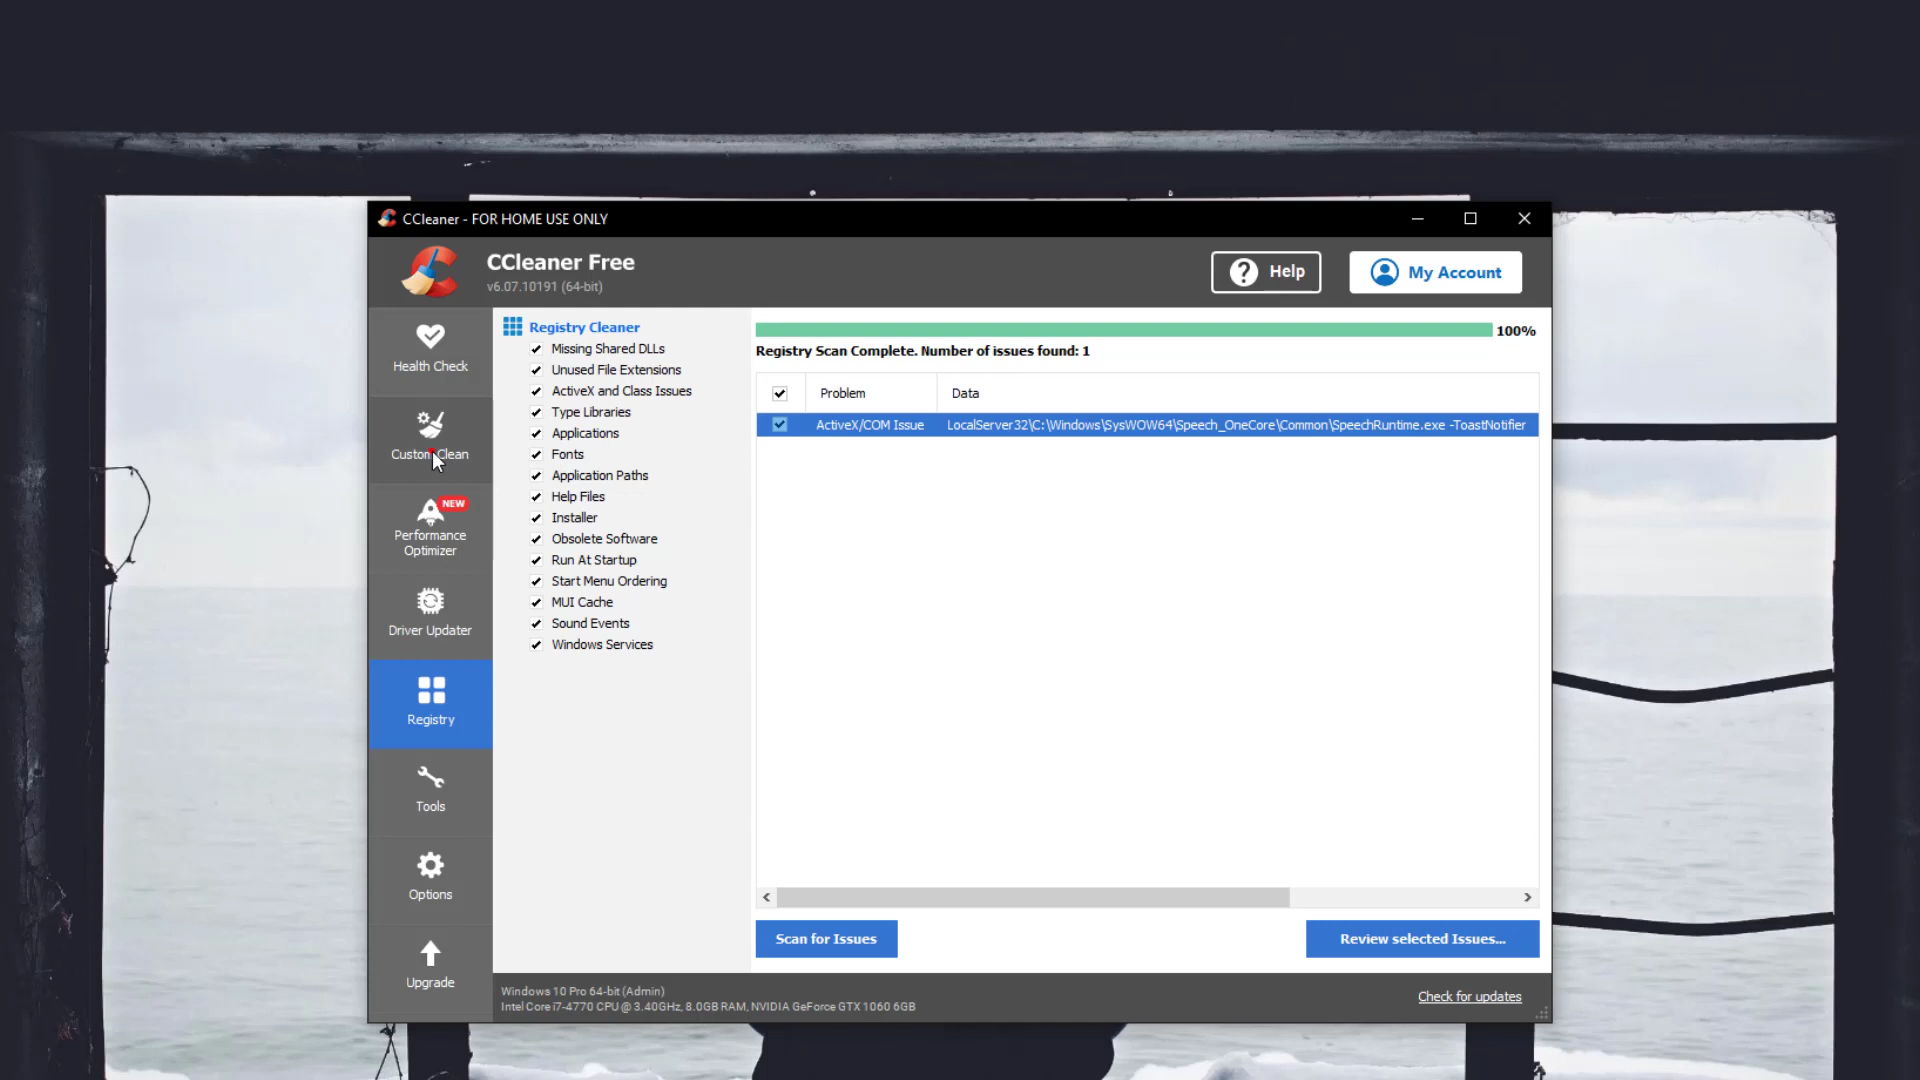 CCleaner - FOR HOME USE ONLY
CCleaner Free
v6.07.10191 (64-bit)
Help
My Account
Health Check
Custom Clean
NEW
Performance
Optimizer
Driver Updater
Registry
Tools
Options
Upgrade
Registry Cleaner
Missing Shared DLLs
Unused File Extensions
ActiveX and Class Issues
Type Libraries
Applications
Fonts
Application Paths
Help Files
Installer
Obsolete Software
Run At Startup
Start Menu Ordering
MUI Cache
Sound Events
Windows Services
100%
Registry Scan Complete. Number of issues found: 1
Problem Data
ActiveX/COM Issue LocalServer32\C:\Windows\SysWOW64\Speech_OneCore\Common\SpeechRuntime.exe -ToastNotifier
Scan for Issues
Review selected Issues...
Windows 10 Pro 64-bit (Admin)
Intel Core i7-4770 CPU @ 3.40GHz, 8.0GB RAM, NVIDIA GeForce GTX 1060 6GB
Check for updates